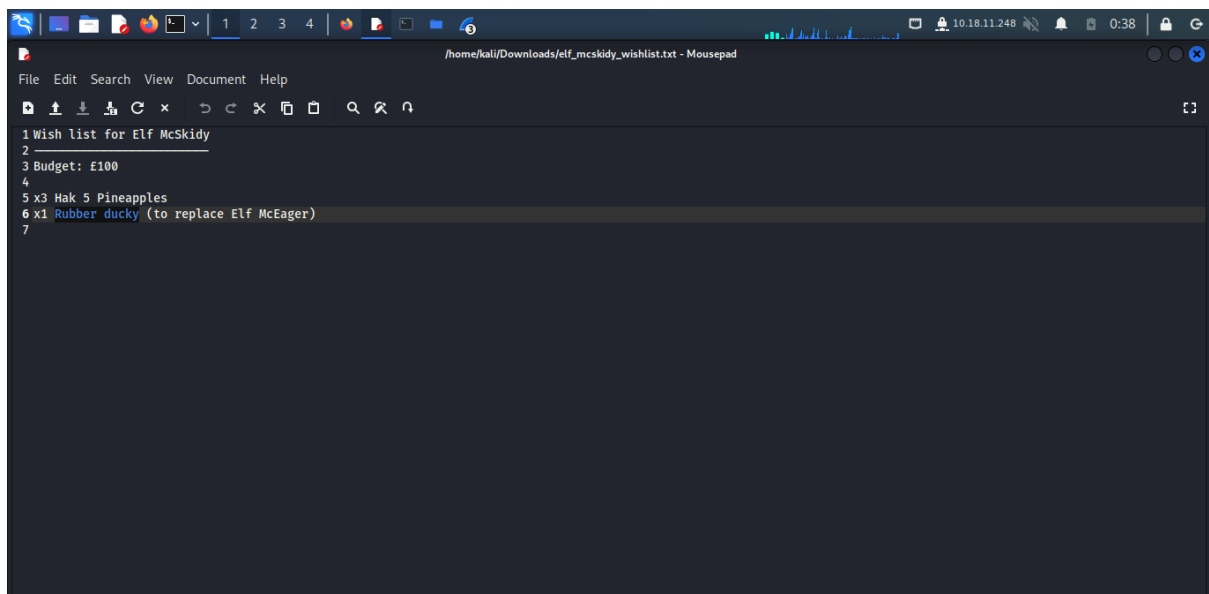 1 2 3 4 10.18.11.248 0:38
/home/kali/Downloads/elf_mcskidy_wishlist.txt - Mousepad
File Edit Search View Document Help
1 Wish list for Elf McSkidy
2 ────────────────────────
3 Budget: £100
4
5 x3 Hak 5 Pineapples
6 x1 Rubber ducky (to replace Elf McEager)
7